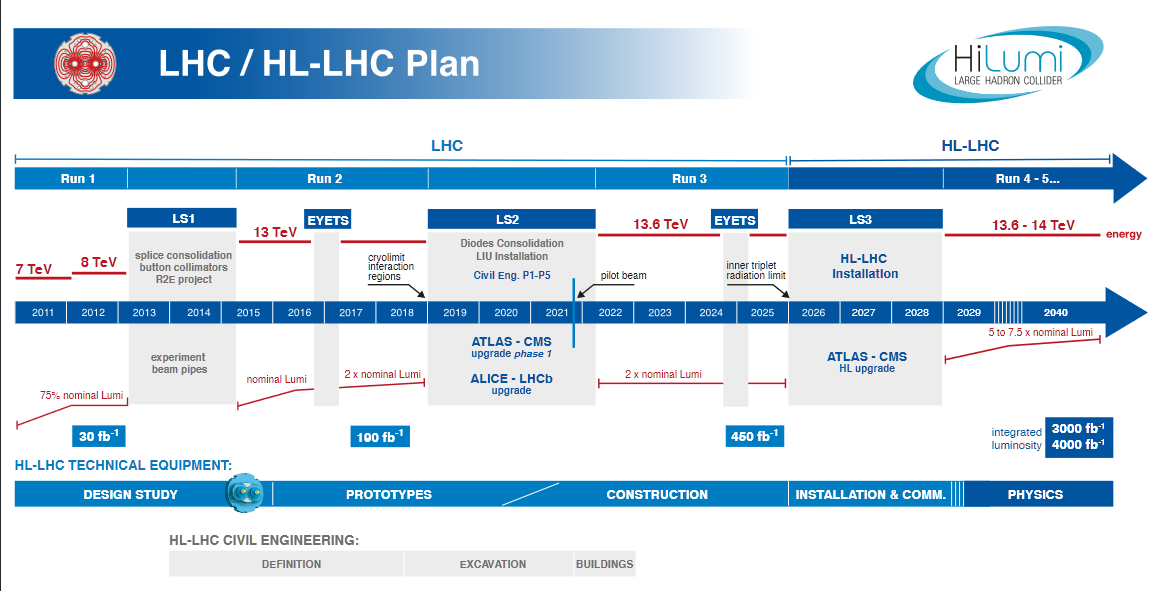 LHC / HL-LHC Plan
HiLumi
LARGE HADRON COLLIDER
LHC
HL-LHC
Run 1
Run 2
Run 3
Run 4 - 5...
LS1
EYETS
LS2
EYETS
LS3
13 TeV
13.6 TeV
13.6 - 14 TeV
energy
7 TeV
8 TeV
splice consolidation
button collimators
R2E project
cryolimit
interaction
regions
Diodes Consolidation
LIU Installation
Civil Eng. P1-P5
pilot beam
inner triplet
radiation limit
HL-LHC
Installation
2011
2012
2013
2014
2015
2016
2017
2018
2019
2020
2021
2022
2023
2024
2025
2026
2027
2028
2029
2040
5 to 7.5 x nominal Lumi
experiment
beam pipes
ATLAS - CMS
upgrade phase 1
ALICE - LHCb
upgrade
ATLAS - CMS
HL upgrade
75% nominal Lumi
nominal Lumi
2 x nominal Lumi
2 x nominal Lumi
30 fb-1
190 fb-1
450 fb-1
integrated
luminosity
3000 fb-1
4000 fb-1
HL-LHC TECHNICAL EQUIPMENT:
DESIGN STUDY
PROTOTYPES
CONSTRUCTION
INSTALLATION & COMM.
PHYSICS
HL-LHC CIVIL ENGINEERING:
DEFINITION
EXCAVATION
BUILDINGS